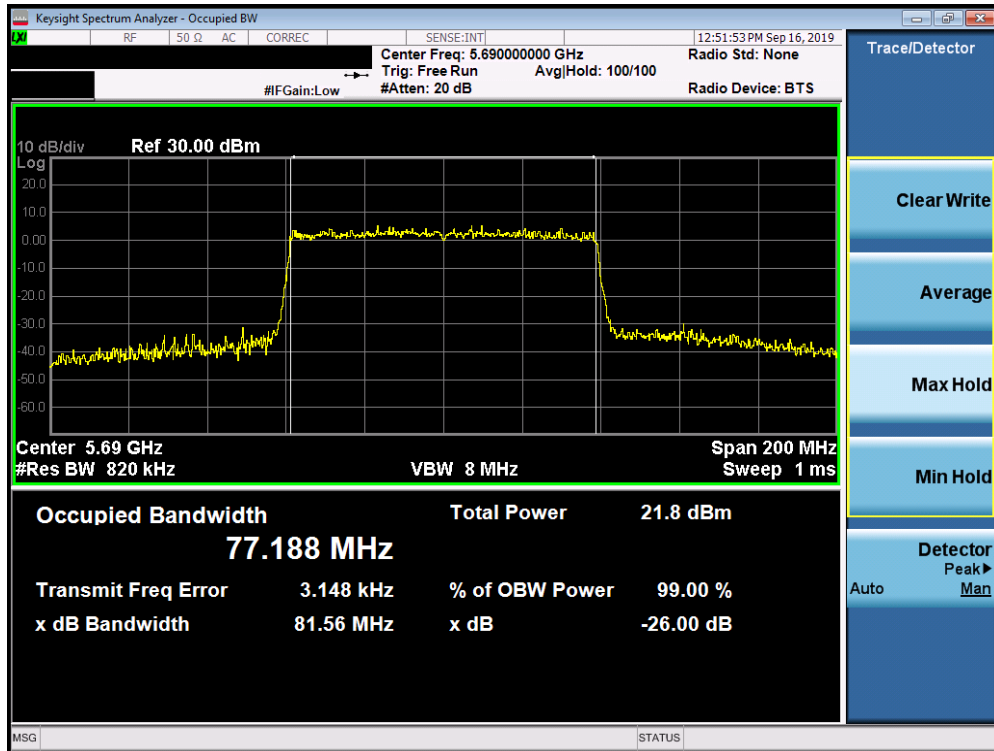 Keysight Spectrum Analyzer - Occupied BW
LXI RF 50 Ω AC CORREC SENSE:INT 12:51:53 PM Sep 16, 2019
Center Freq: 5.690000000 GHz Radio Std: None
Trig: Free Run Avg|Hold: 100/100
#IFGain:Low #Atten: 20 dB Radio Device: BTS
10 dB/div Ref 30.00 dBm
Log
20.0
10.0
0.00
-10.0
-20.0
-30.0
-40.0
-50.0
-60.0
Center 5.69 GHz Span 200 MHz
#Res BW 820 kHz VBW 8 MHz Sweep 1 ms
Occupied Bandwidth Total Power 21.8 dBm
77.188 MHz
Transmit Freq Error 3.148 kHz % of OBW Power 99.00 %
x dB Bandwidth 81.56 MHz x dB -26.00 dB
MSG STATUS
Trace/Detector
Clear Write
Average
Max Hold
Min Hold
Detector
Peak▶
Auto Man